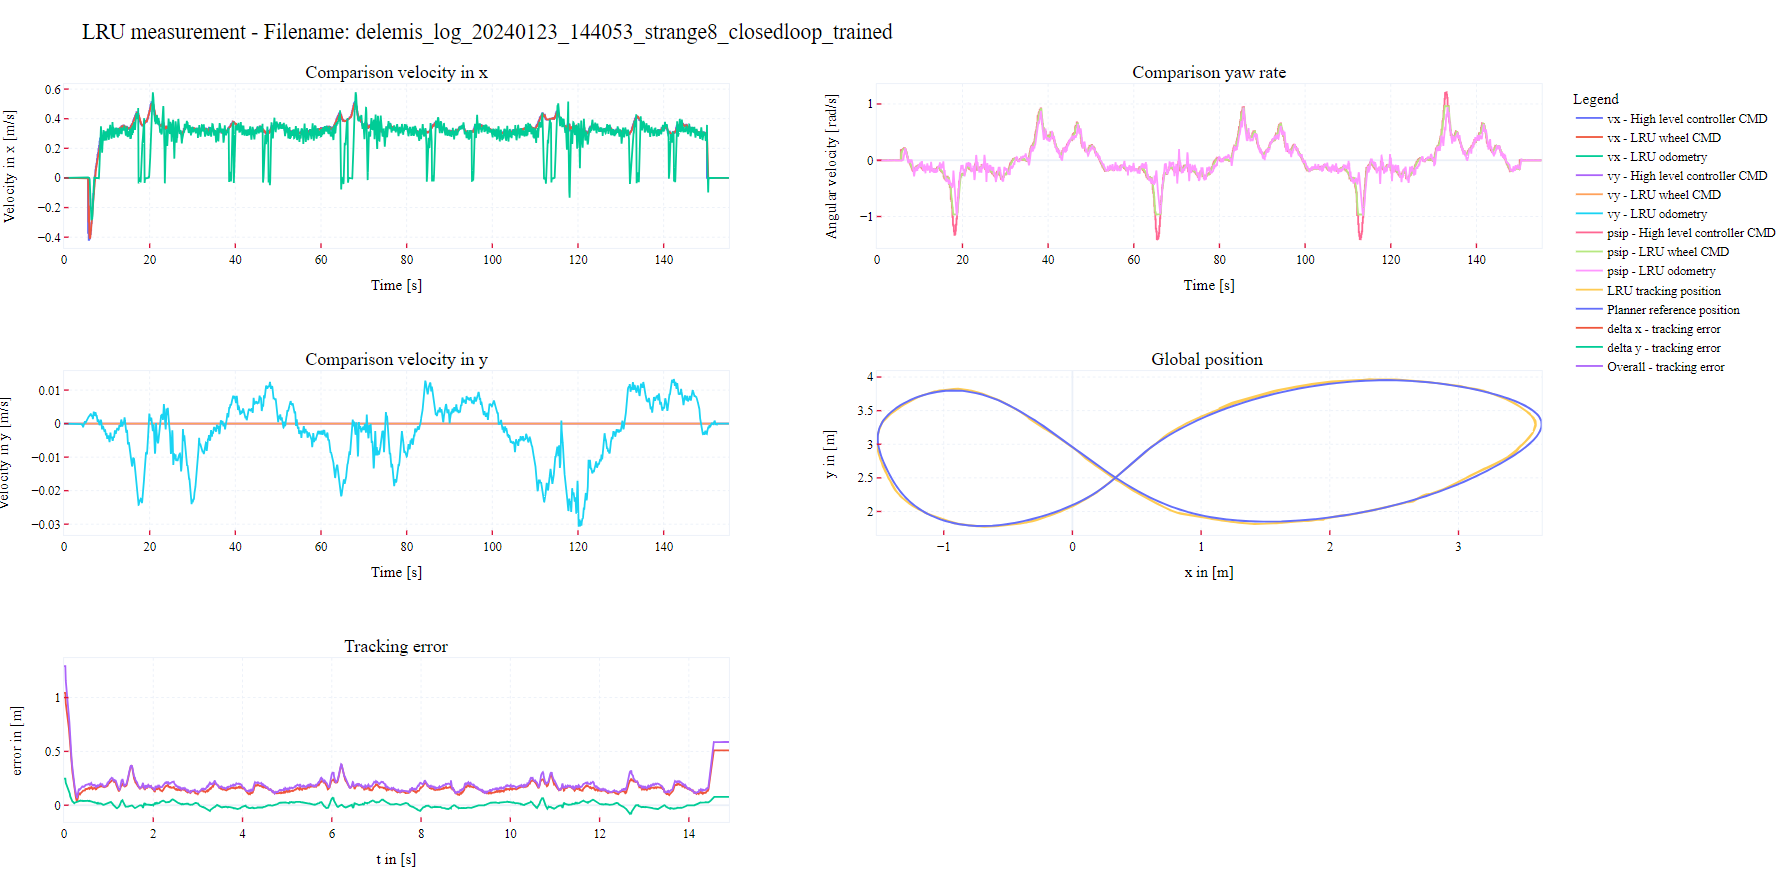 LRU measurement - Filename: delemis_log_20240123_144053_strange8_closedloop_trained
Comparison velocity in x
0.6
0.4
0.2
0
−0.2
−0.4
Velocity in x [m/s]
0 20 40 60 80 100 120 140
Time [s]
Comparison yaw rate
1
0
−1
Angular velocity [rad/s]
0 20 40 60 80 100 120 140
Time [s]
Legend
vx - High level controller CMD
vx - LRU wheel CMD
vx - LRU odometry
vy - High level controller CMD
vy - LRU wheel CMD
vy - LRU odometry
psip - High level controller CMD
psip - LRU wheel CMD
psip - LRU odometry
LRU tracking position
Planner reference position
delta x - tracking error
delta y - tracking error
Overall - tracking error
Comparison velocity in y
0.01
0
−0.01
−0.02
−0.03
Velocity in y [m/s]
0 20 40 60 80 100 120 140
Time [s]
Global position
4
3.5
3
2.5
2
y in [m]
−1 0 1 2 3
x in [m]
Tracking error
1
0.5
0
error in [m]
0 2 4 6 8 10 12 14
t in [s]